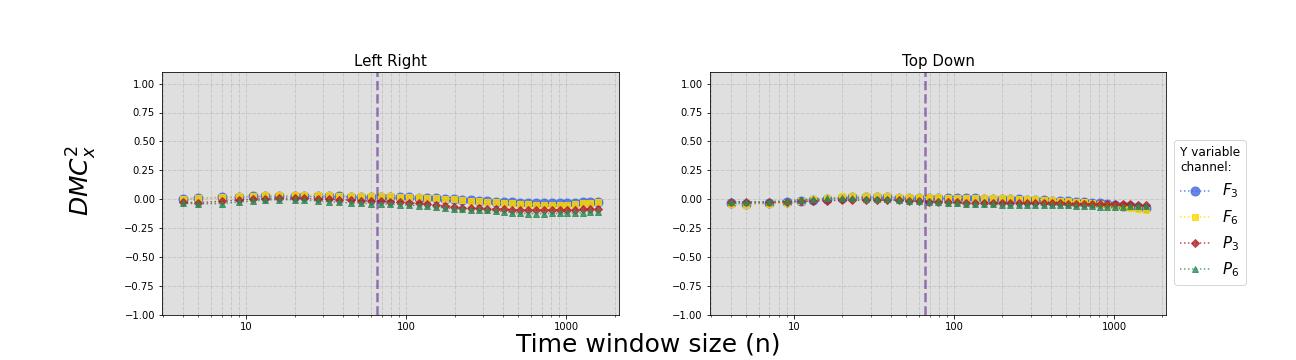 Left Right
1.00
0.75
0.50
0.25
0.00
−0.25
−0.50
−0.75
−1.00
10 100 1000
Top Down
1.00
0.75
0.50
0.25
0.00
−0.25
−0.50
−0.75
−1.00
10 100 1000
DMC²ₓ
Time window size (n)
Y variable
channel:
F₃
F₆
P₃
P₆